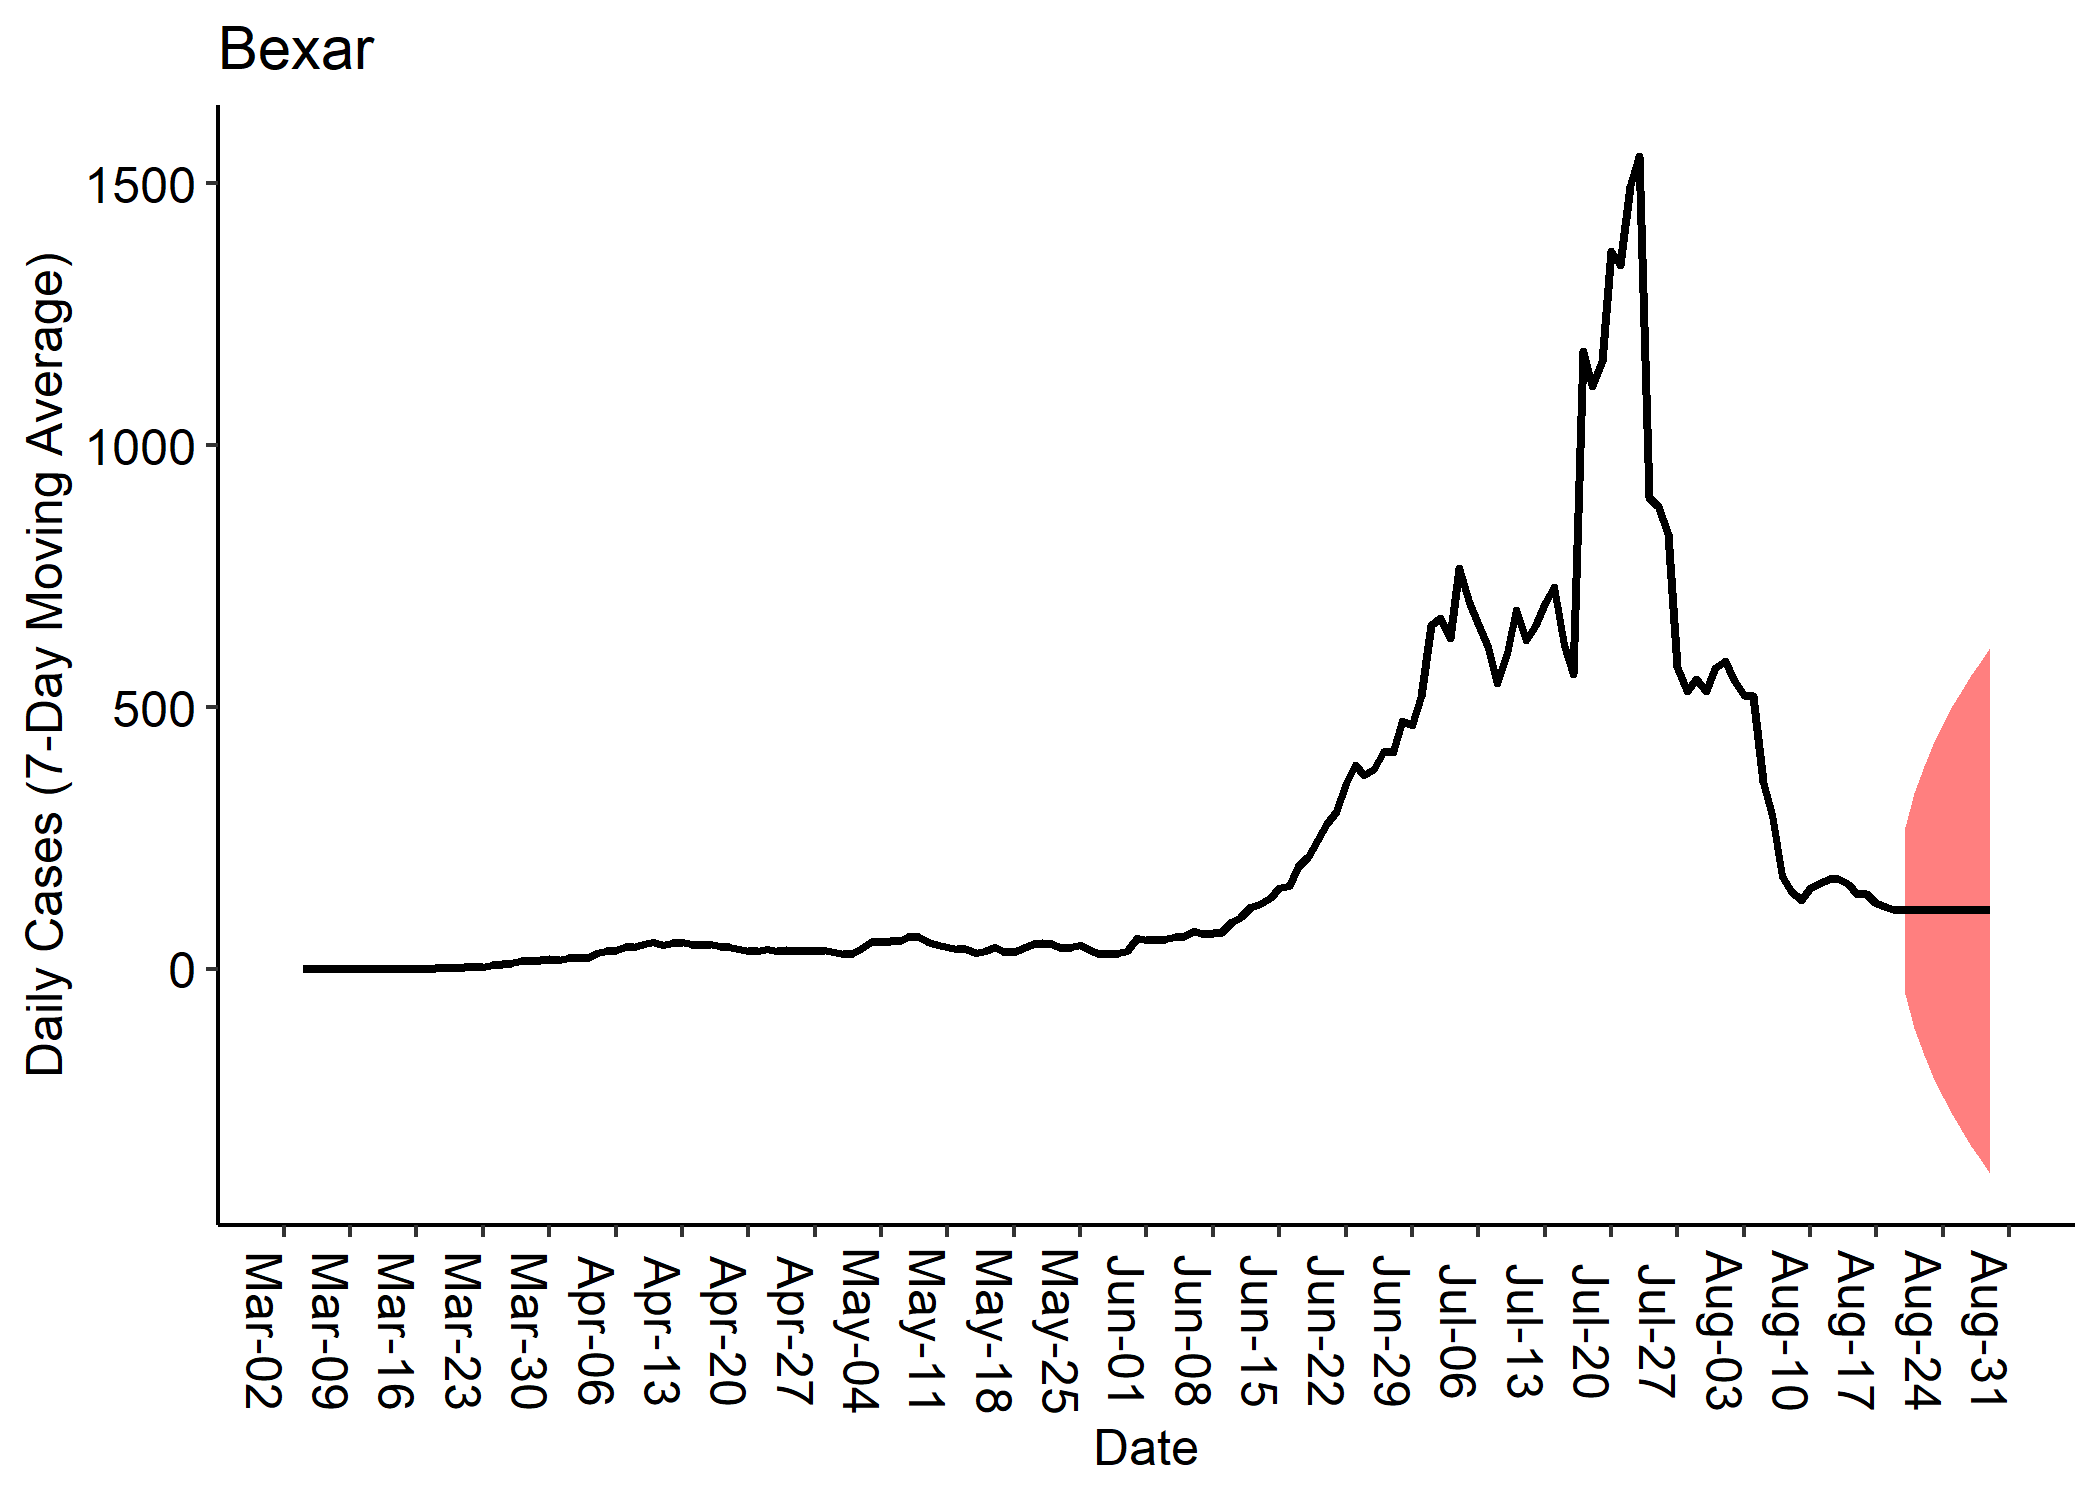 Bexar
Daily Cases (7-Day Moving Average)
1500
1000
500
0
Mar-02
Mar-09
Mar-16
Mar-23
Mar-30
Apr-06
Apr-13
Apr-20
Apr-27
May-04
May-11
May-18
May-25
Jun-01
Jun-08
Jun-15
Jun-22
Jun-29
Jul-06
Jul-13
Jul-20
Jul-27
Aug-03
Aug-10
Aug-17
Aug-24
Aug-31
Date